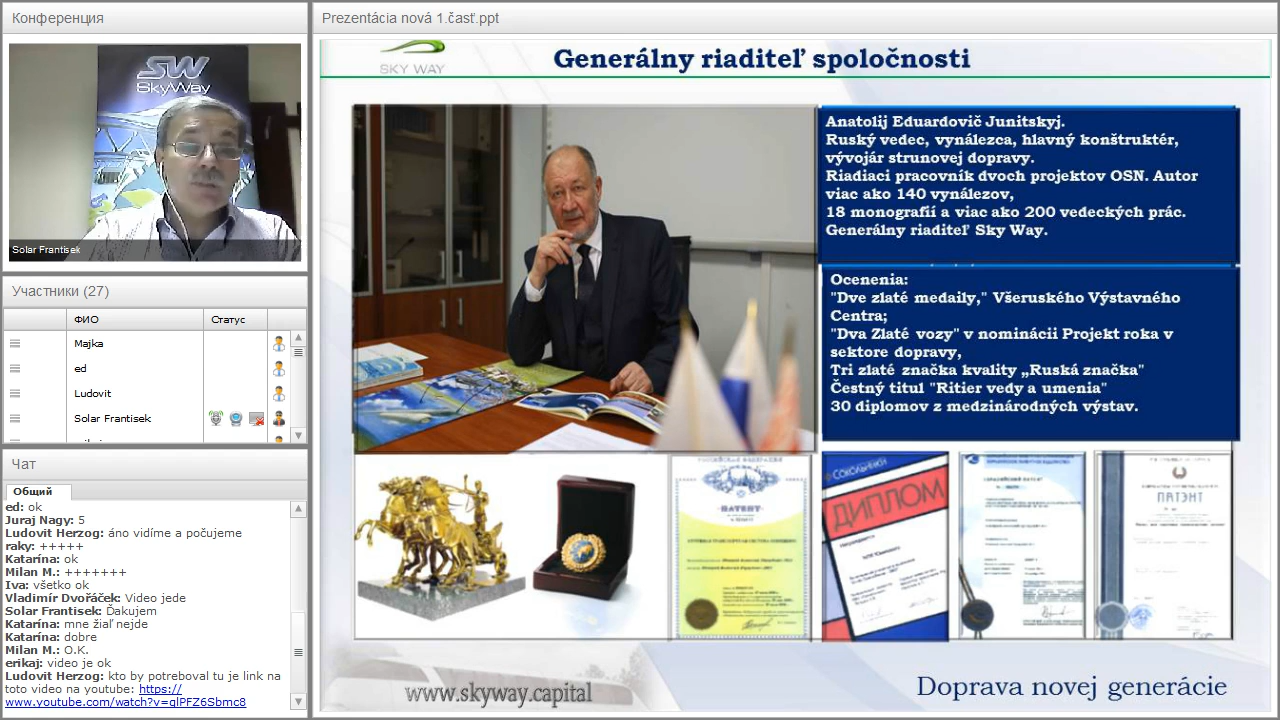 Конференция
SW
SkyWay
Solar Frantisek
Участники (27)
ФИО
Статус
Majka
ed
Ludovit
Solar Frantisek
Чат
Общий
ed: ok
Juraj Nagy: 5
Ludovit Herzog: áno vidíme a počujeme
Katarína: ok
Vladimír Dvořáček: Video jede
Solar Frantisek: Ďakujem
Katarína: mne nejde
Katarína: dobre
Milan M.: O.K.
erikaj: video je ok
Ludovit Herzog: kto by potreboval tu je link na
toto video na youtube: https://
www.youtube.com/watch?v=glPFZ6Sbmc8
Prezentácia nová 1.časť.ppt
SKY WAY
Generálny riaditeľ spoločnosti
Anatolij Eduardovič Junitskyj.
Ruský vedec, vynálezca, hlavný konštruktér,
vývojár strunovej dopravy.
Riadiaci pracovník dvoch projektov OSN. Autor
viac ako 140 vynálezov,
18 monografií a viac ako 200 vedeckých prác.
Generálny riaditeľ Sky Way.
Ocenenia:
"Dve zlaté medaily," Všeruského Výstavného
Centra;
"Dva Zlaté vozy" v nominácii Projekt roka v
sektore dopravy,
Tri zlaté značka kvality „Ruská značka"
Čestný titul "Ritier vedy a umenia"
30 diplomov z medzinárodných výstav.
ПАТЕНТ
СОКОЛЬНИКИ
ДИПЛОМ
ПАТЭНТ
www.skyway.capital
Doprava novej generácie